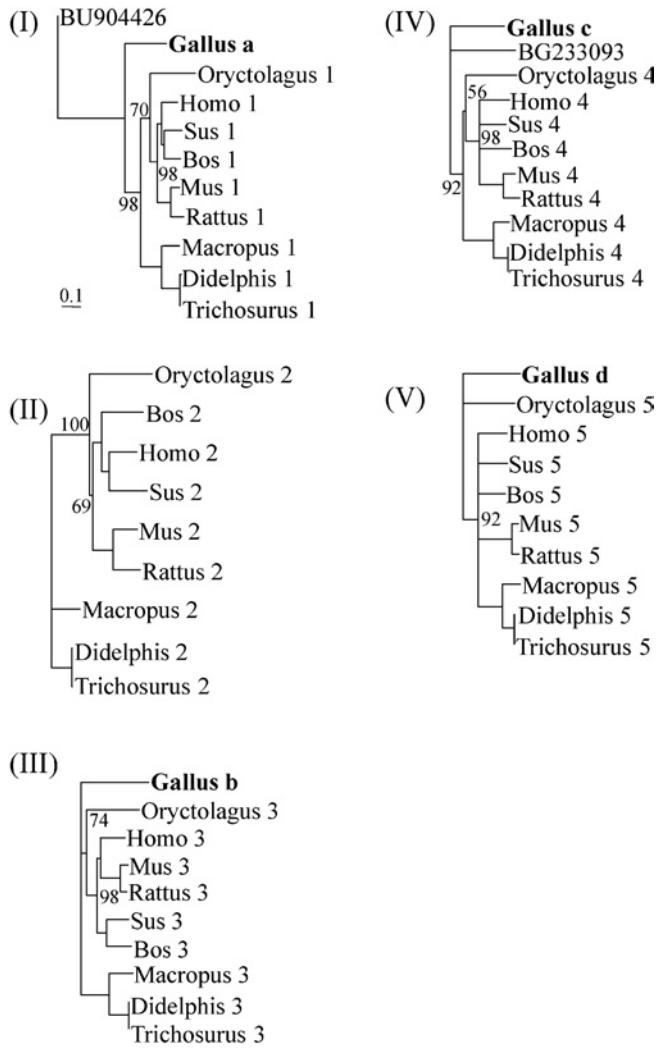 (I)
BU904426
Gallus a
Oryctolagus 1
70
Homo 1
Sus 1
Bos 1
98
Mus 1
98
Rattus 1
Macropus 1
Didelphis 1
0.1
Trichosurus 1
(II)
Oryctolagus 2
Bos 2
100
Homo 2
Sus 2
69
Mus 2
Rattus 2
Macropus 2
Didelphis 2
Trichosurus 2
(III)
Gallus b
Oryctolagus 3
74
Homo 3
Mus 3
98
Rattus 3
Sus 3
Bos 3
Macropus 3
Didelphis 3
Trichosurus 3
(IV)
Gallus c
BG233093
Oryctolagus 4
56
Homo 4
Sus 4
98
Bos 4
Mus 4
92
Rattus 4
Macropus 4
Didelphis 4
Trichosurus 4
(V)
Gallus d
Oryctolagus 5
Homo 5
Sus 5
Bos 5
92
Mus 5
Rattus 5
Macropus 5
Didelphis 5
Trichosurus 5